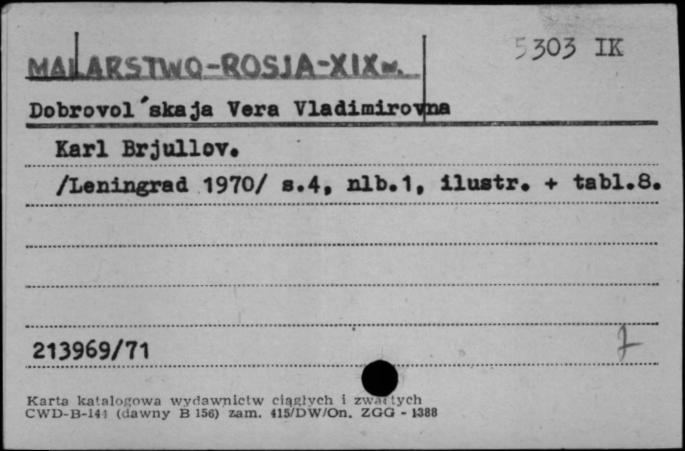 5303 IK
MALARSTWO-ROSJA-XIXw.
Dobrovol´skaja Vera Vladimirovna
Karl Brjullov.
/Leningrad 1970/ s.4, nlb.1, ilustr. + tabl.8.
213969/71
Karta katalogowa wydawnictw ciągłych i zwartych
CWD-B-141 (dawny B 156) zam. 415/DW/On. ZGG - 1388